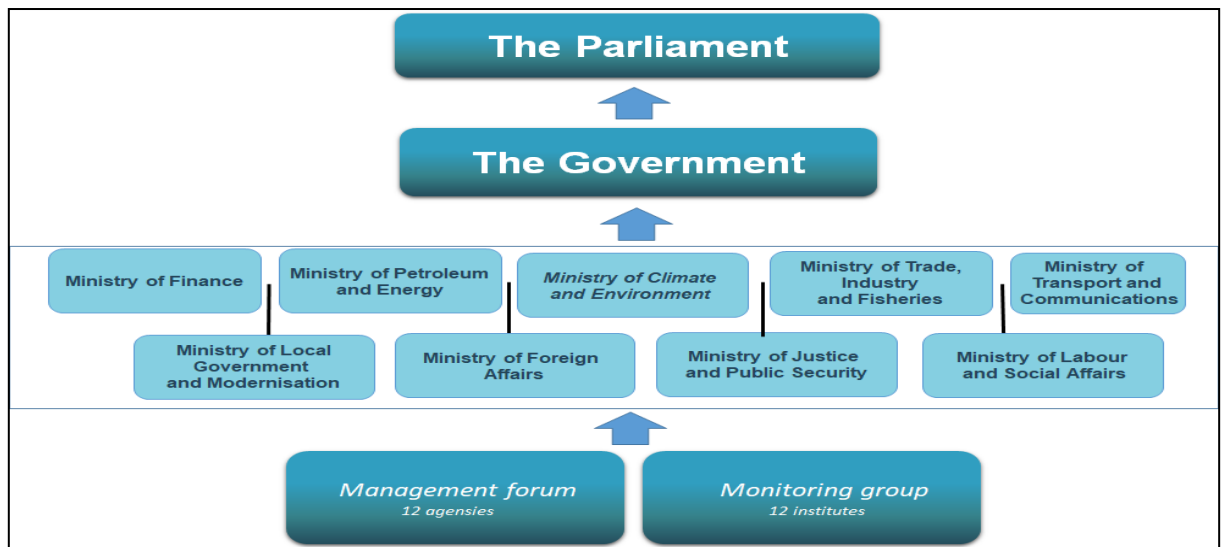 The Parliament
The Government
Ministry of Finance
Ministry of Petroleum
and Energy
Ministry of Climate
and Environment
Ministry of Trade,
Industry
and Fisheries
Ministry of
Transport and
Communications
Ministry of Local
Government
and Modernisation
Ministry of Foreign
Affairs
Ministry of Justice
and Public Security
Ministry of Labour
and Social Affairs
Management forum
12 agencies
Monitoring group
12 institutes